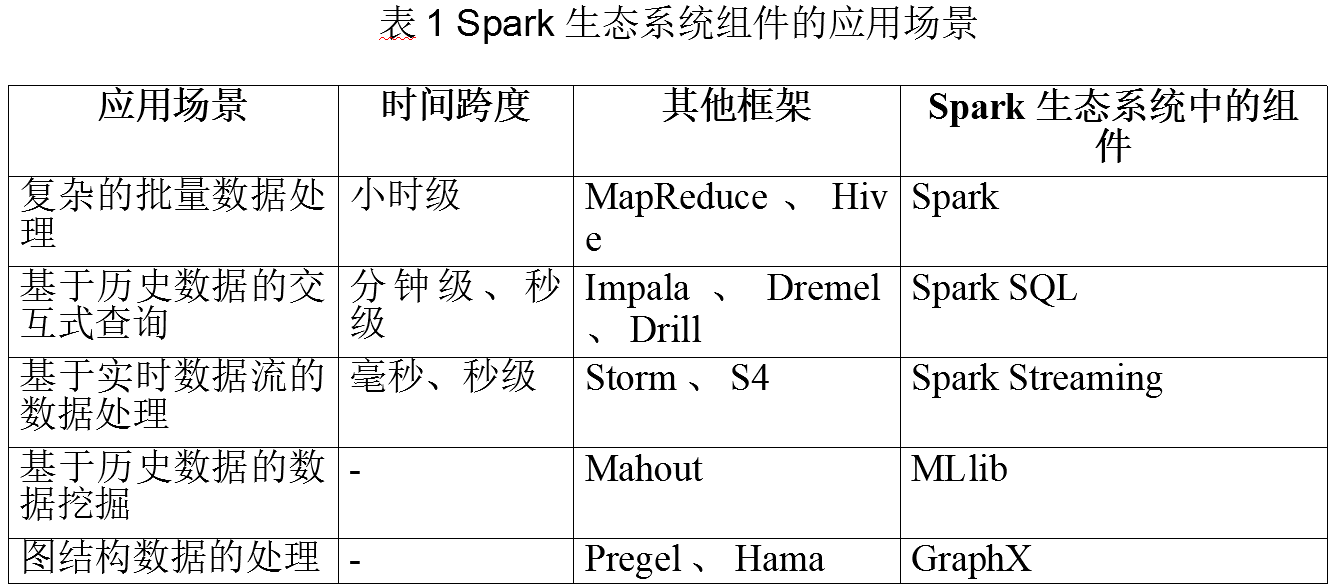 表 1 Spark 生态系统组件的应用场景
应用场景 时间跨度 其他框架 Spark 生态系统中的组
件
复杂的批量数据处 小时级 MapReduce 、 Hiv Spark
理 e
基于历史数据的交 分钟级、秒 Impala 、 Dremel Spark SQL
互式查询 级 、 Drill
基于实时数据流的 毫秒、秒级 Storm 、 S4 Spark Streaming
数据处理
基于历史数据的数 - Mahout MLlib
据挖掘
图结构数据的处理 - Pregel 、 Hama GraphX